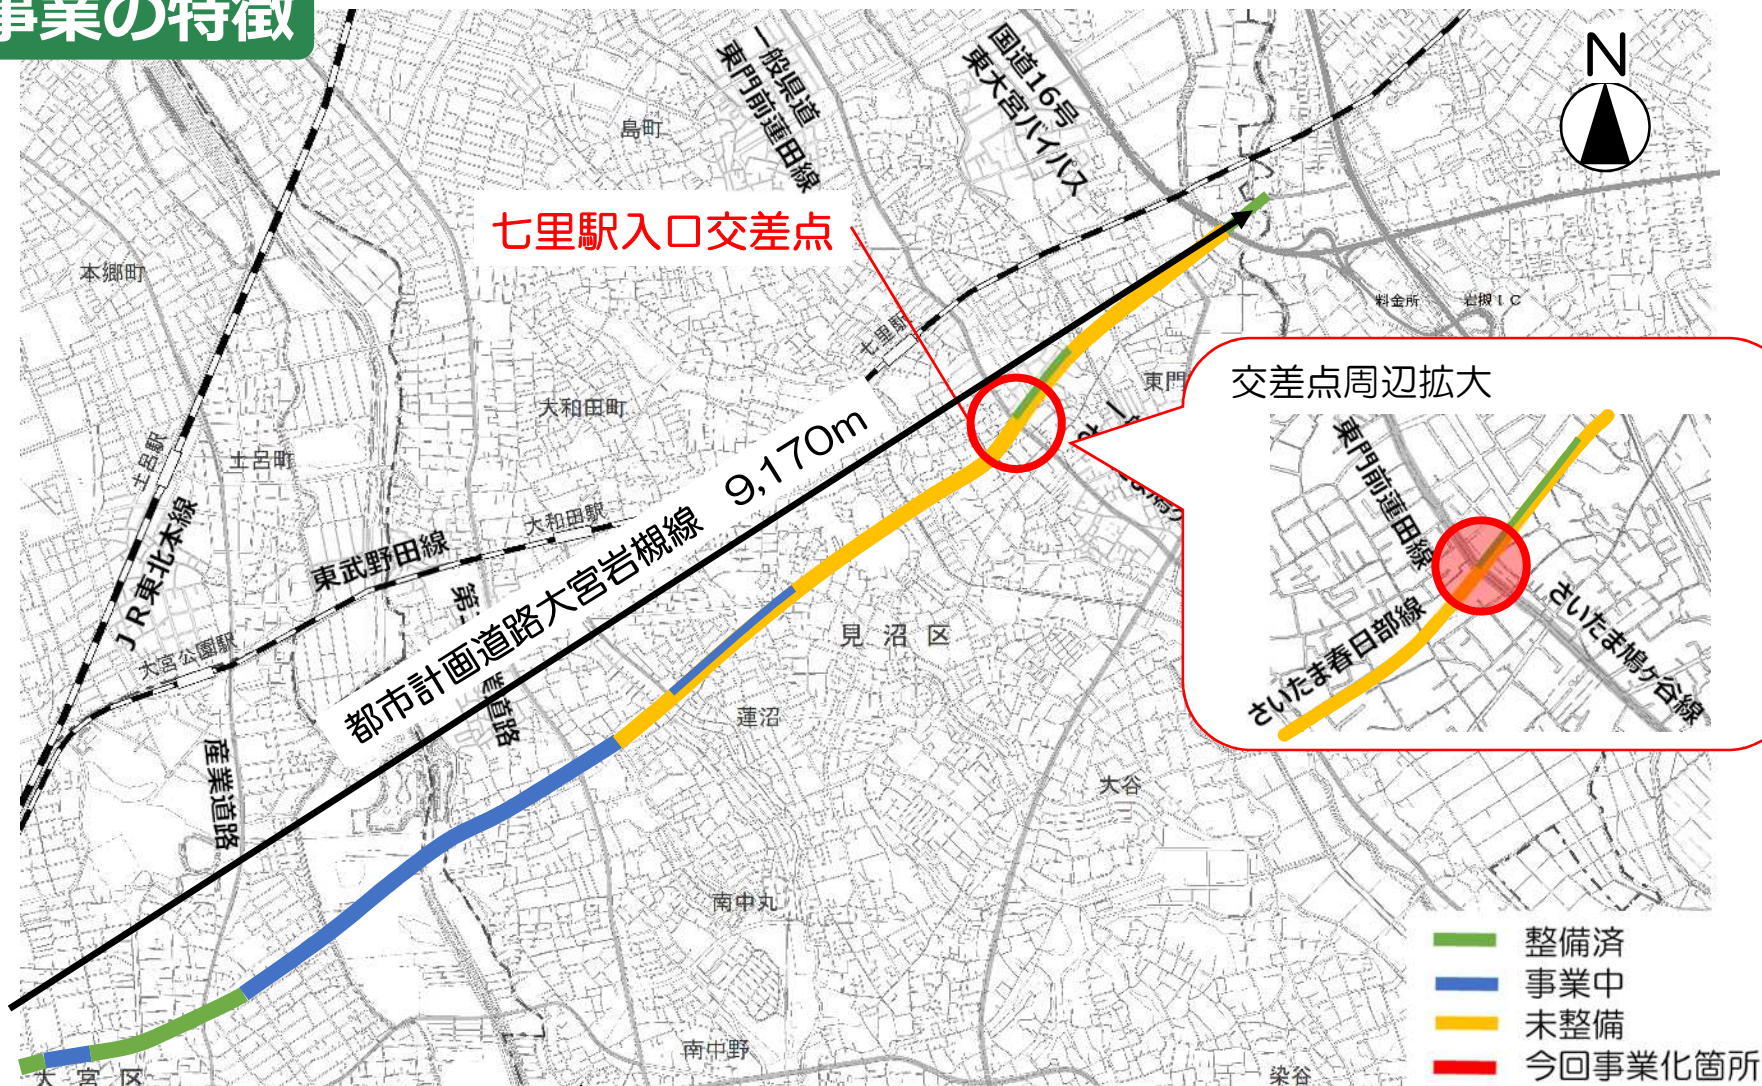 事業の特徴
一般県道
東門前蓮田線
国道16号
東大宮バイパス
N
島町
七里駅入口交差点
本郷町
料金所
岩槻IC
七里駅
東門
交差点周辺拡大
大和田町
都市計画道路大宮岩槻線 9,170m
土呂駅
土呂町
JR東北本線
大和田駅
東武野田線
大宮公園駅
産業道路
道路
見沼区
蓮沼
大谷
南中丸
南中野
染谷
大宮区
東門前蓮田線
さいたま春日部線
さいたま鳩ヶ谷線
整備済
事業中
未整備
今回事業化箇所